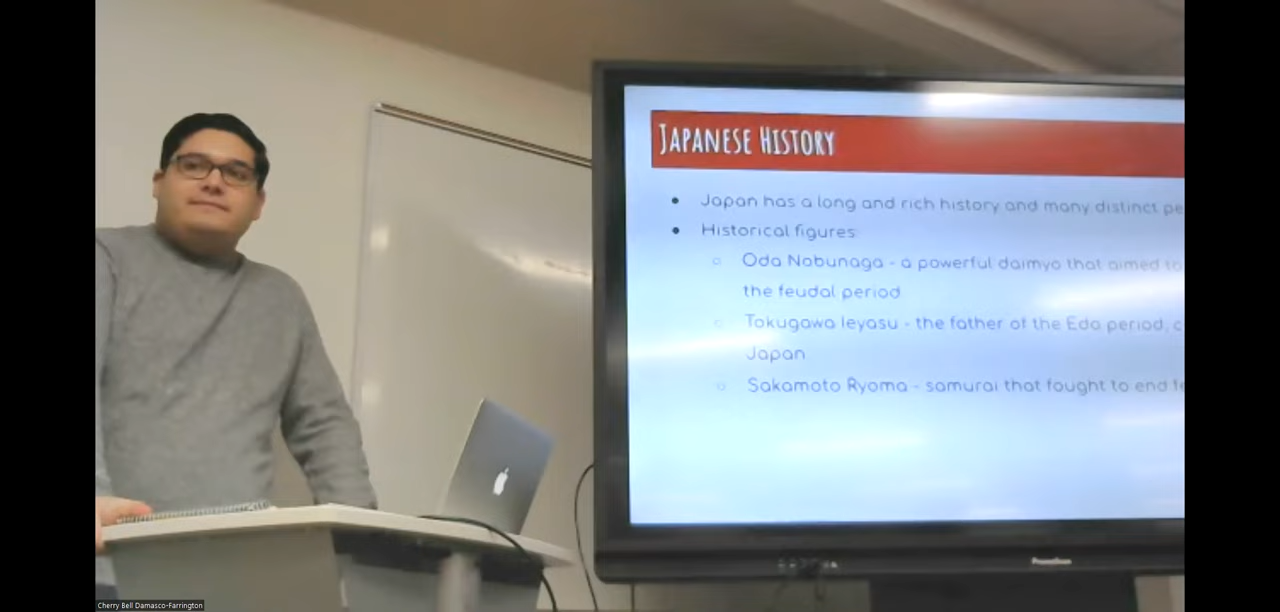 JAPANESE HISTORY
Japan has a long and rich history and many distinct
Historical figures
Oda Nobunaga - a powerful daimyo that aimed to
the feudal period
Tokugawa Ieyasu - the father of the Edo period,
Japan
Sakamoto Ryoma - samurai that fought to end
Promethean
Cherry Bell Damasco-Farrington